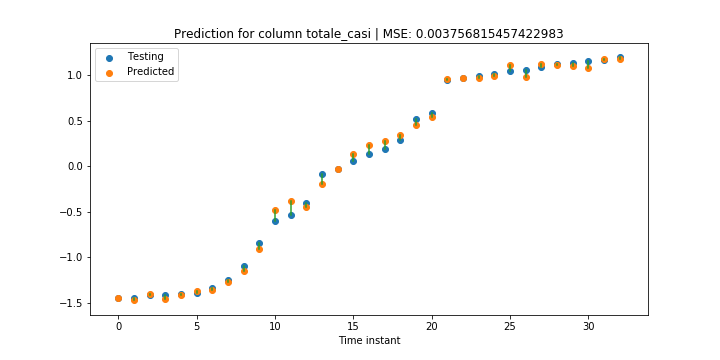 Prediction for column totale_casi | MSE: 0.003756815457422983
Testing
Predicted
1.0
0.5
0.0
−0.5
−1.0
−1.5
0 5 10 15 20 25 30
Time instant